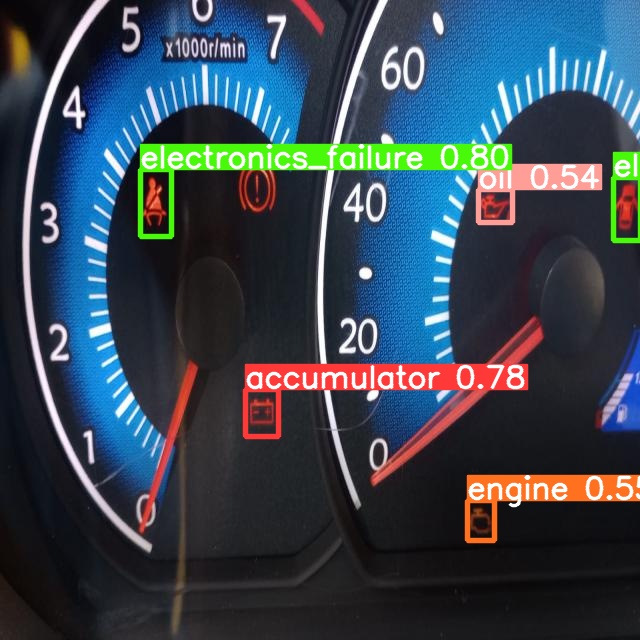 5 6 7
x1000r/min
4
3
2
1
0
60
40
20
0
electronics_failure 0.80
oil 0.54
el
accumulator 0.78
engine 0.55